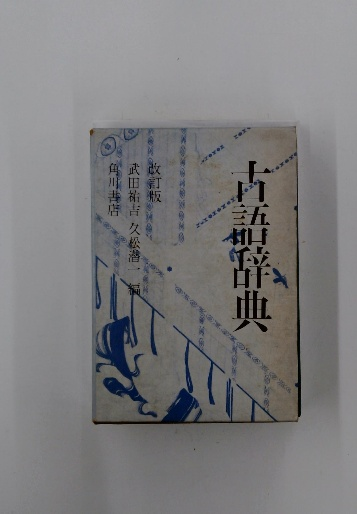 古語辞典
改訂版
武田祐吉 久松潜一 編
角川書店